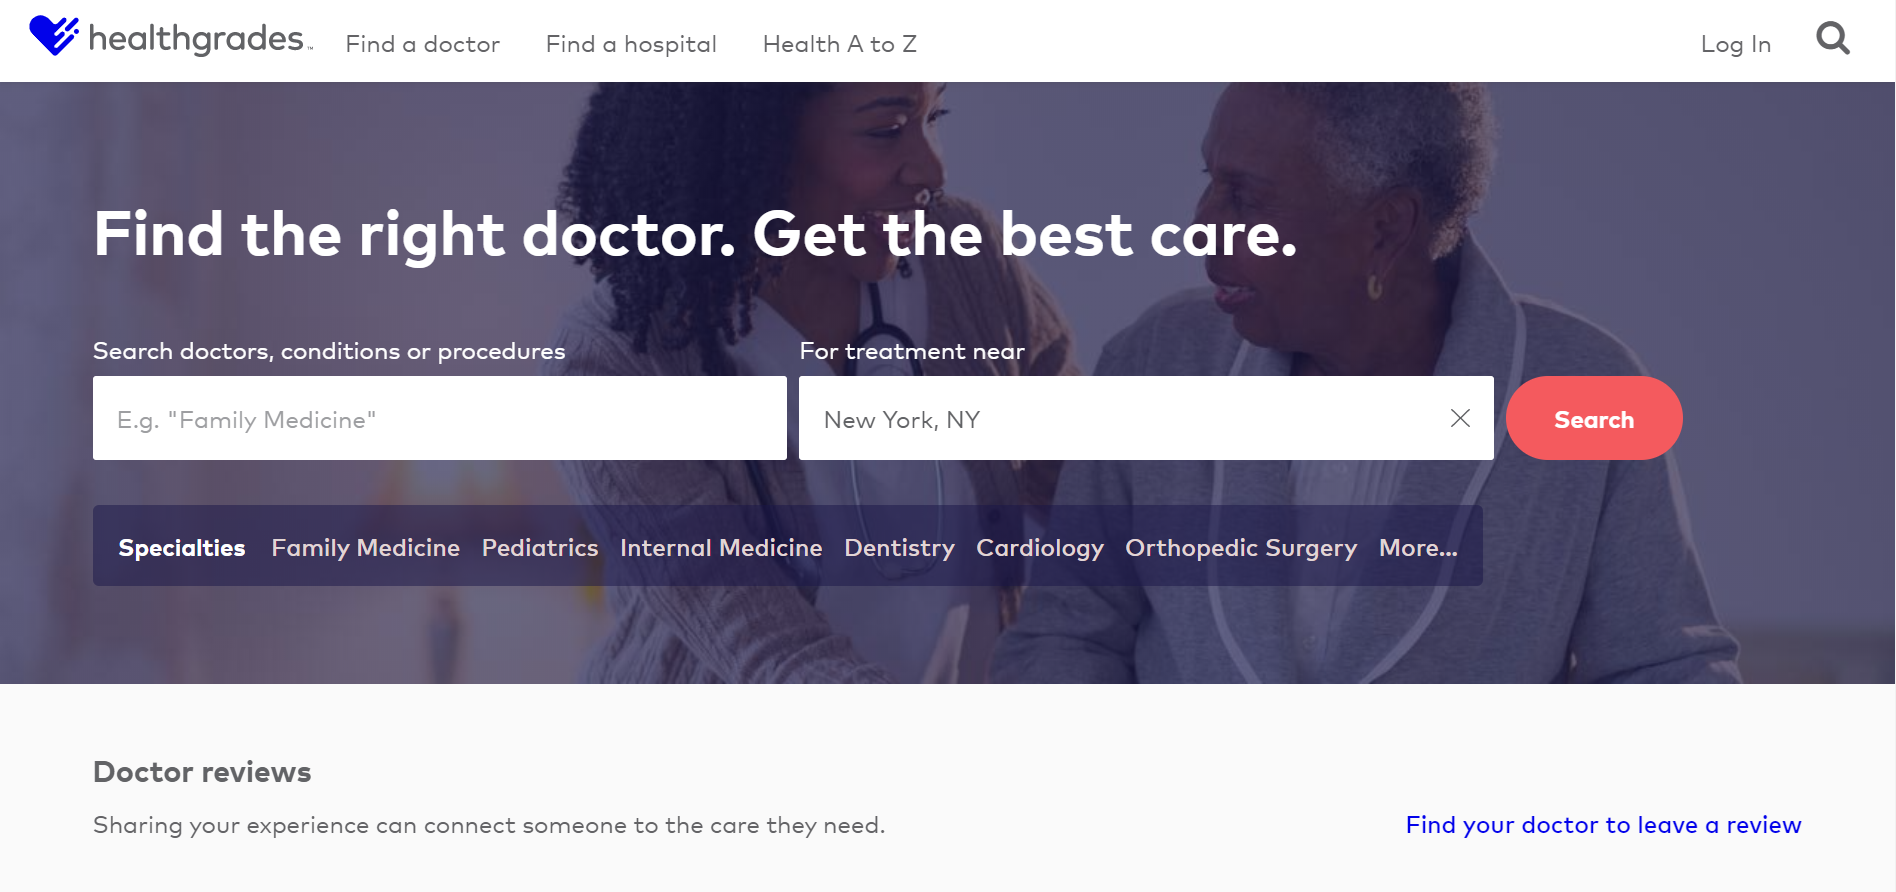 healthgrades™ Find a doctor Find a hospital Health A to Z Log In
Find the right doctor. Get the best care.
Search doctors, conditions or procedures
E.g. "Family Medicine"
For treatment near
New York, NY
Search
Specialties Family Medicine Pediatrics Internal Medicine Dentistry Cardiology Orthopedic Surgery More...
Doctor reviews
Sharing your experience can connect someone to the care they need.
Find your doctor to leave a review